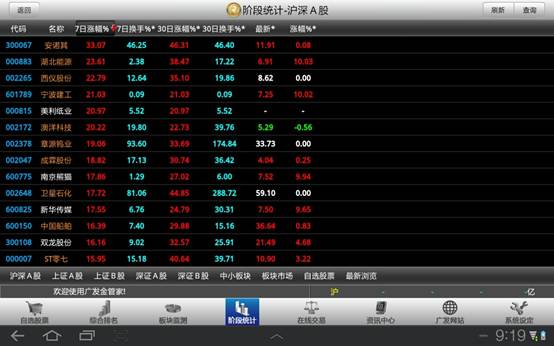 返回 阶段统计-沪深A股 刷新 查询
代码 名称 7日涨幅% 7日换手%* 30日涨幅%* 30日换手%* 最新* 涨幅%*
300067 安诺其 33.07 46.25 46.31 46.40 11.91 0.08
000883 湖北能源 23.61 2.38 38.47 17.22 6.91 10.03
002265 西仪股份 22.79 12.64 35.10 19.86 8.62 0.00
601789 宁波建工 21.03 0.09 21.03 0.09 7.25 10.02
000815 美利纸业 20.97 5.52 20.97 5.52 - -
002172 澳洋科技 20.22 19.80 22.73 39.76 5.29 -0.56
002378 章源钨业 19.06 93.60 33.69 174.84 33.73 0.00
002047 成霖股份 18.82 17.13 30.74 36.42 4.04 0.25
600775 南京熊猫 17.86 1.29 27.02 6.00 7.52 9.94
002648 卫星石化 17.72 81.06 44.85 288.72 59.10 0.00
600825 新华传媒 17.55 6.76 24.79 30.31 7.50 9.65
600150 中国船舶 16.39 7.40 29.88 15.16 36.64 0.83
300108 双龙股份 16.16 9.02 32.57 25.91 21.49 4.68
000007 ST零七 15.95 15.18 40.64 39.71 10.90 3.22
沪深A股 上证A股 上证B股 深证A股 深证B股 中小板块 板块市场 自选股票 最新浏览
欢迎使用广发金管家! 沪 - - -亿
自选股票 综合排名 板块监测 阶段统计 在线交易 资讯中心 广发网站 系统设定
9:19